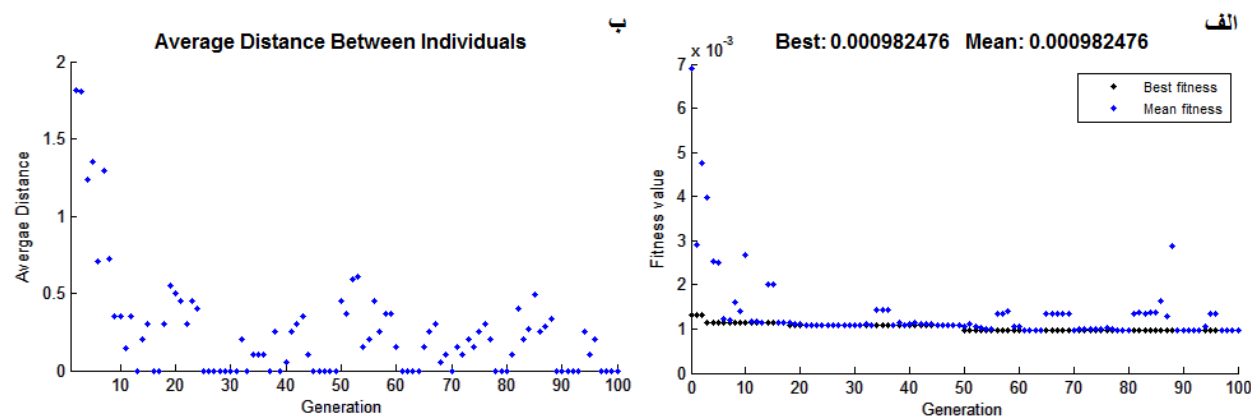 ب
Average Distance Between Individuals
2
1.5
1
0.5
0
Avergae Distance
10 20 30 40 50 60 70 80 90 100
Generation
الف
Best: 0.000982476 Mean: 0.000982476
x 10⁻³
7
6
5
4
3
2
1
0
Fitness value
Best fitness
Mean fitness
0 10 20 30 40 50 60 70 80 90 100
Generation